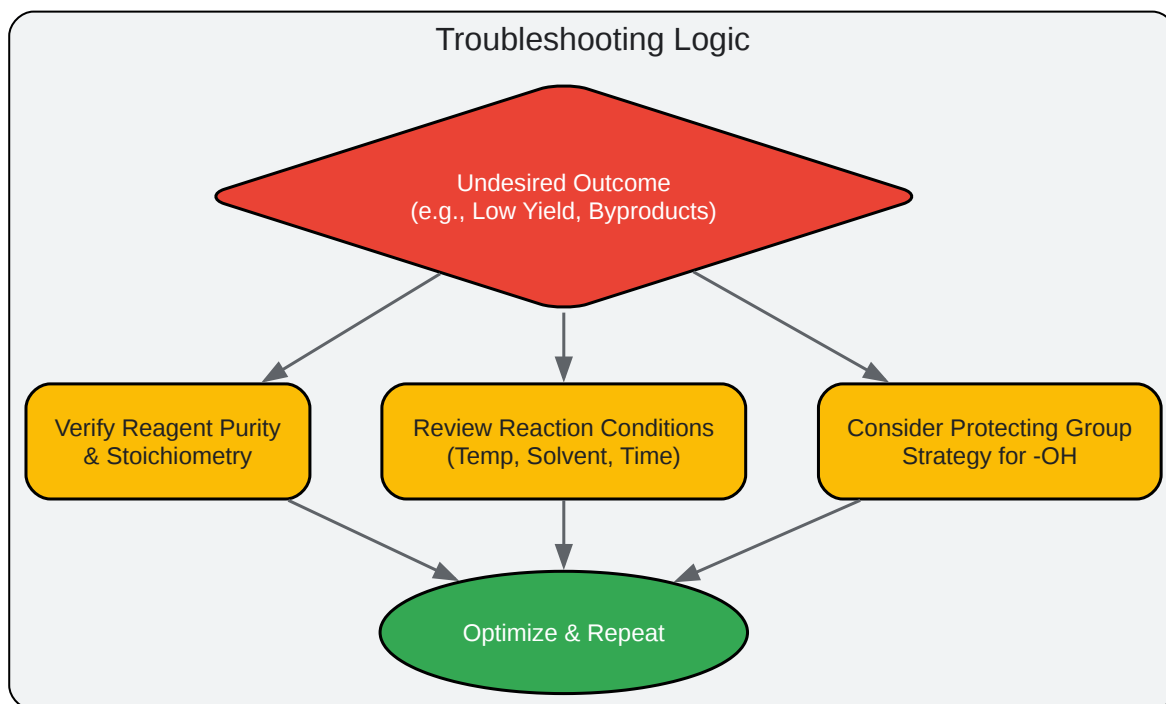 Troubleshooting Logic
Undesired Outcome
(e.g., Low Yield, Byproducts)
Verify Reagent Purity
& Stoichiometry
Review Reaction Conditions
(Temp, Solvent, Time)
Consider Protecting Group
Strategy for -OH
Optimize & Repeat